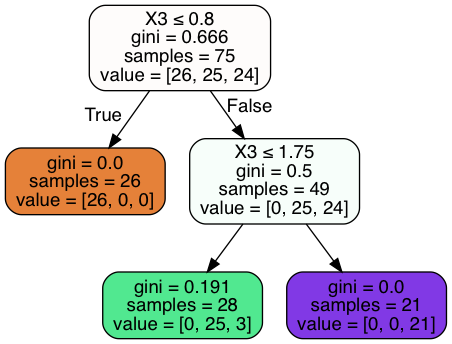 X3 ≤ 0.8
gini = 0.666
samples = 75
value = [26, 25, 24]
True
False
gini = 0.0
samples = 26
value = [26, 0, 0]
X3 ≤ 1.75
gini = 0.5
samples = 49
value = [0, 25, 24]
gini = 0.191
samples = 28
value = [0, 25, 3]
gini = 0.0
samples = 21
value = [0, 0, 21]